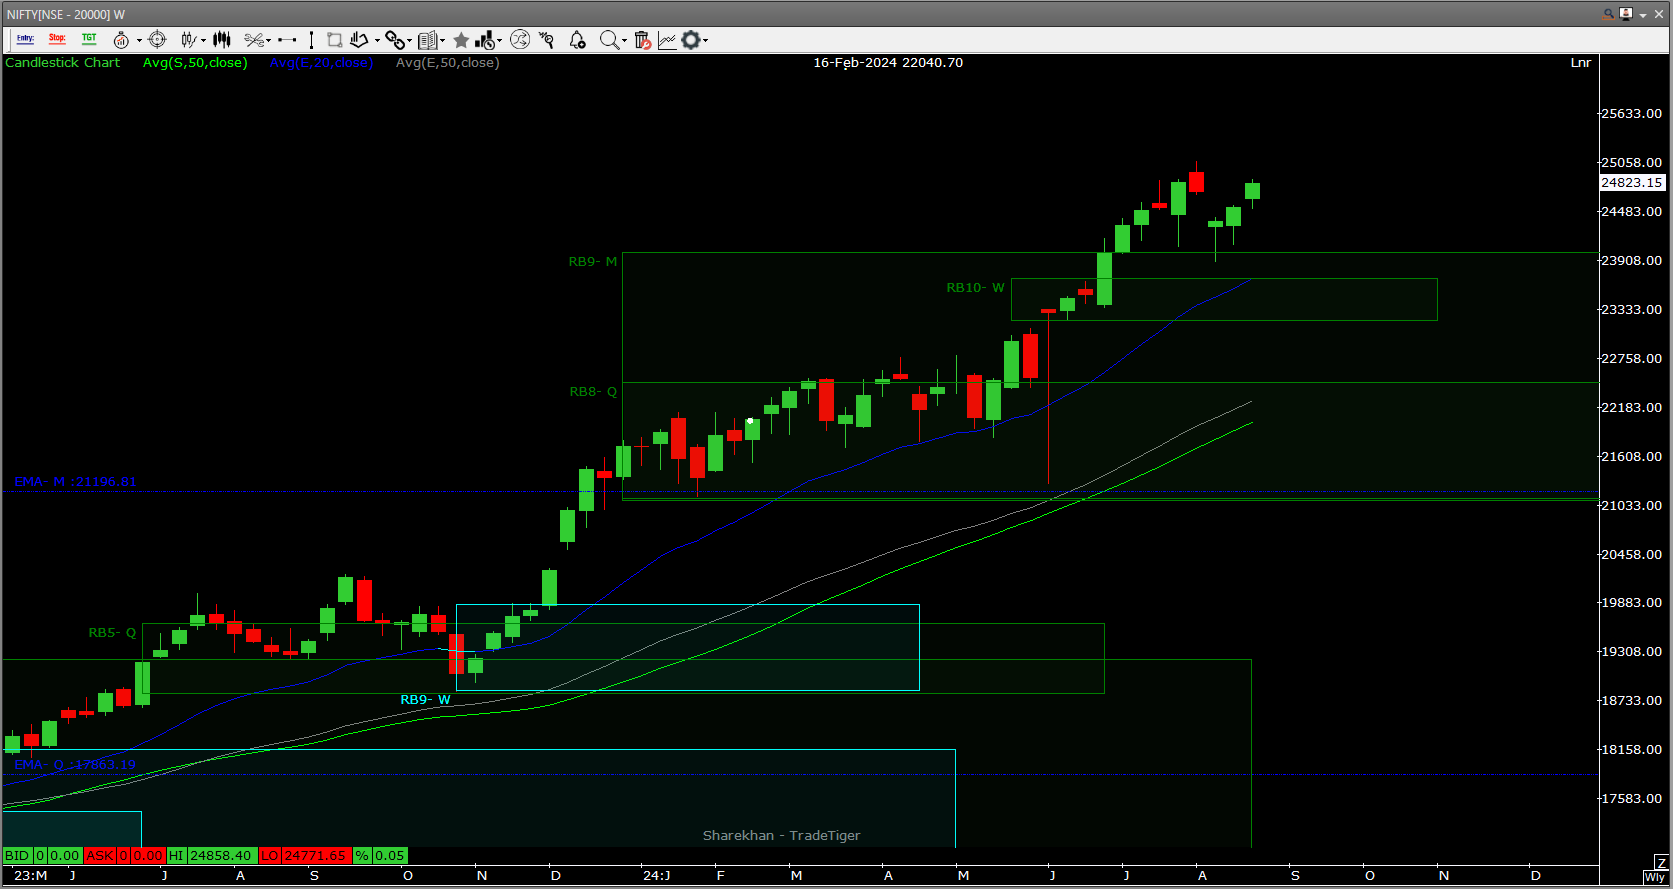 NIFTY[NSE - 20000] W
Entry: Stop: TGT
Candlestick Chart Avg(S,50,close) Avg(E,20,close) Avg(E,50,close) 16-Feb-2024 22040.70 Lnr
25633.00
25058.00
24823.15
24483.00
RB9- M
23908.00
RB10- W
23333.00
22758.00
RB8- Q
22183.00
21608.00
EMA- M :21196.81
21033.00
20458.00
19883.00
RB5- Q
19308.00
RB9- W
18733.00
18158.00
EMA- Q :17863.19
17583.00
Sharekhan - TradeTiger
BID 0 0.00 ASK 0 0.00 HI 24858.40 LO 24771.65 % 0.05
Z
23:M J J A S O N D 24:J F M A M J J A S O N D Wly